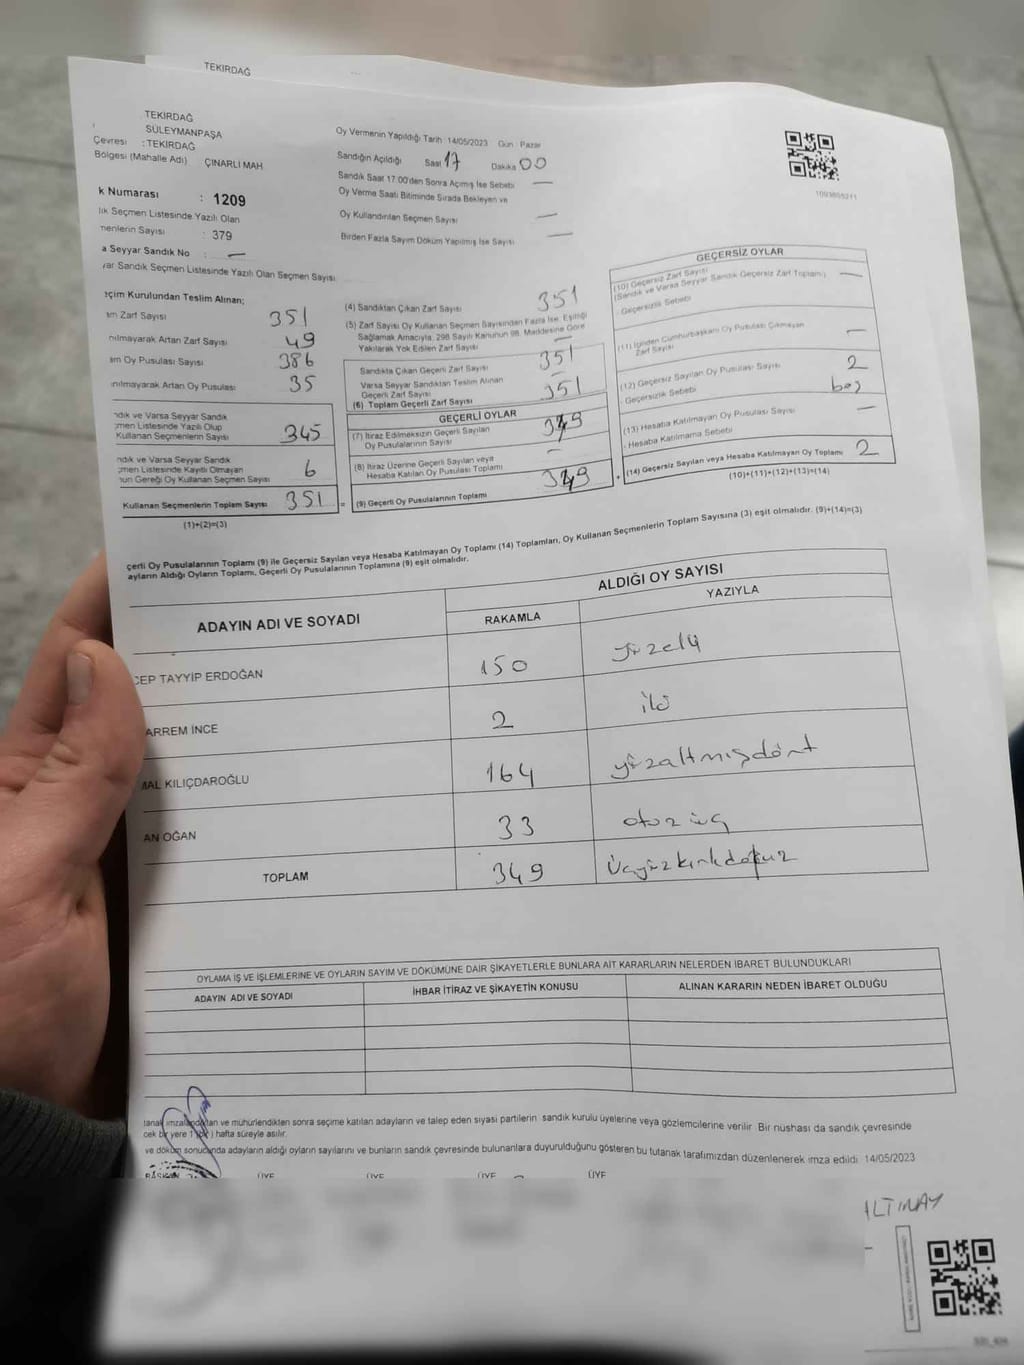 TEKİRDAĞ
TEKİRDAĞ
SÜLEYMANPAŞA
Çevresi : TEKİRDAĞ
Bölgesi (Mahalle Adı) ÇINARLI MAH
k Numarası : 1209
lik Seçmen Listesinde Yazılı Olan
menlerin Sayısı : 379
a Seyyar Sandık No : —
yar Sandık Seçmen Listesinde Yazılı Olan Seçmen Sayısı
Oy Vermenin Yapıldığı Tarih 14/05/2023 Gün : Pazar
Sandığın Açıldığı Saat 17 Dakika 00
Sandık Saat 17:00'den Sonra Açımış İse Sebebi —
Oy Verme Saati Bitiminde Sırada Bekleyen ve
Oy Kullandırılan Seçmen Sayısı —
Birden Fazla Sayım Döküm Yapılmış İse Sayısı —
1093805211
eçim Kurulundan Teslim Alınan;
ım Zarf Sayısı 351
nılmayarak Artan Zarf Sayısı 49
am Oy Pusulası Sayısı 386
nılmayarak Artan Oy Pusulası 35
ndık ve Varsa Seyyar Sandık
çmen Listesinde Yazılı Olup
Kullanan Seçmenlerin Sayısı 345
ndık ve Varsa Seyyar Sandık
çmen Listesinde Kayıtlı Olmayan
nun Gereği Oy Kullanan Seçmen Sayısı 6
Kullanan Seçmenlerin Toplam Sayısı 351 =
(1)+(2)=(3)
(4) Sandıktan Çıkan Zarf Sayısı 351
(5) Zarf Sayısı Oy Kullanan Seçmen Sayısından Fazla İse, Eşitliği
Sağlamak Amacıyla, 298 Sayılı Kanunun 98. Maddesine Göre
Yakılarak Yok Edilen Zarf Sayısı —
Sandıkta Çıkan Geçerli Zarf Sayısı 351
Varsa Seyyar Sandıktan Teslim Alınan
Geçerli Zarf Sayısı —
(6) Toplam Geçerli Zarf Sayısı 351
GEÇERLİ OYLAR
(7) İtiraz Edilmeksizin Geçerli Sayılan
Oy Pusulalarının Sayısı 349
(8) İtiraz Üzerine Geçerli Sayılan veya
Hesaba Katılan Oy Pusulası Toplamı —
(9) Geçerli Oy Pusulalarının Toplamı 349 +
GEÇERSİZ OYLAR
(10) Geçersiz Zarf Sayısı
(Sandık ve Varsa Seyyar Sandık Geçersiz Zarf Toplamı) —
- Geçersizlik Sebebi
(11) İçinden Cumhurbaşkanı Oy Pusulası Çıkmayan
Zarf Sayısı —
(12) Geçersiz Sayılan Oy Pusulası Sayısı 2
- Geçersizlik Sebebi boş
(13) Hesaba Katılmayan Oy Pusulası Sayısı —
- Hesaba Katılmama Sebebi
(14) Geçersiz Sayılan veya Hesaba Katılmayan Oy Toplamı 2
(10)+(11)+(12)+(13)=(14)
çerli Oy Pusulalarının Toplamı (9) ile Geçersiz Sayılan veya Hesaba Katılmayan Oy Toplamı (14) Toplamları, Oy Kullanan Seçmenlerin Toplam Sayısına (3) eşit olmalıdır. (9)+(14)=(3)
ayların Aldığı Oyların Toplamı, Geçerli Oy Pusulalarının Toplamına (9) eşit olmalıdır.
ADAYIN ADI VE SOYADI
ALDIĞI OY SAYISI
RAKAMLA YAZIYLA
CEP TAYYİP ERDOĞAN 150 yüzelli
ARREM İNCE 2 iki
MAL KILIÇDAROĞLU 164 yüzaltmışdört
AN OĞAN 33 otuz üç
TOPLAM 349 Üçyüzkırkdokuz
OYLAMA İŞ VE İŞLEMLERİNE VE OYLARIN SAYIM VE DÖKÜMÜNE DAİR ŞİKAYETLERLE BUNLARA AİT KARARLARIN NELERDEN İBARET BULUNDUKLARI
ADAYIN ADI VE SOYADI İHBAR İTİRAZ VE ŞİKAYETİN KONUSU ALINAN KARARIN NEDEN İBARET OLDUĞU
tanak imzalandıktan ve mühürlendikten sonra seçime katılan adayların ve talep eden siyasi partilerin sandık kurulu üyelerine veya gözlemcilerine verilir Bir nüshası da sandık çevresinde
cek bir yere 1 (bir) hafta süreyle asılır.
ve döküm sonucunda adayların aldığı oyların sayılarını ve bunların sandık çevresinde bulunanlara duyurulduğunu gösteren bu tutanak tarafımızdan düzenlenerek imza edildi 14/05/2023
BAŞKAN ÜYE ÜYE ÜYE ÜYE
ALTINAY